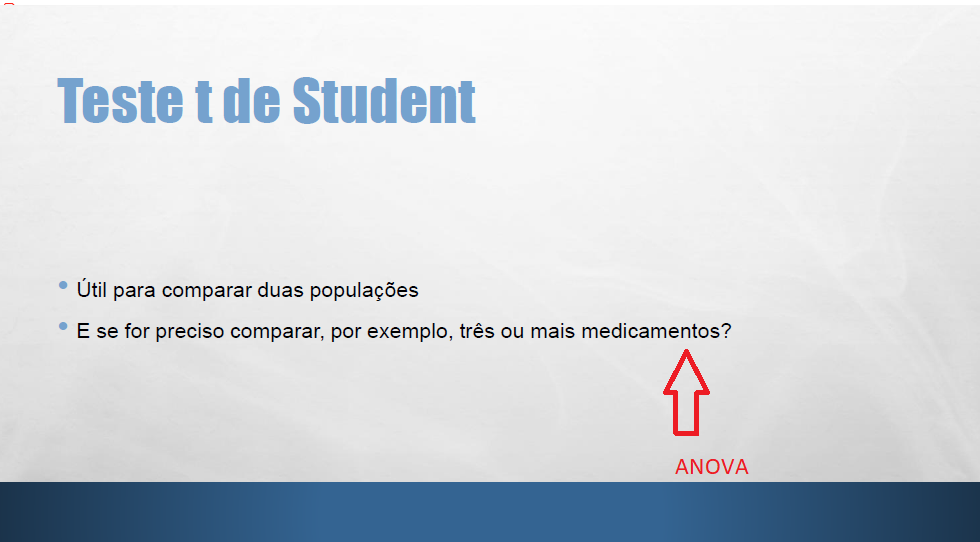 Teste t de Student
• Útil para comparar duas populações
• E se for preciso comparar, por exemplo, três ou mais medicamentos?
ANOVA